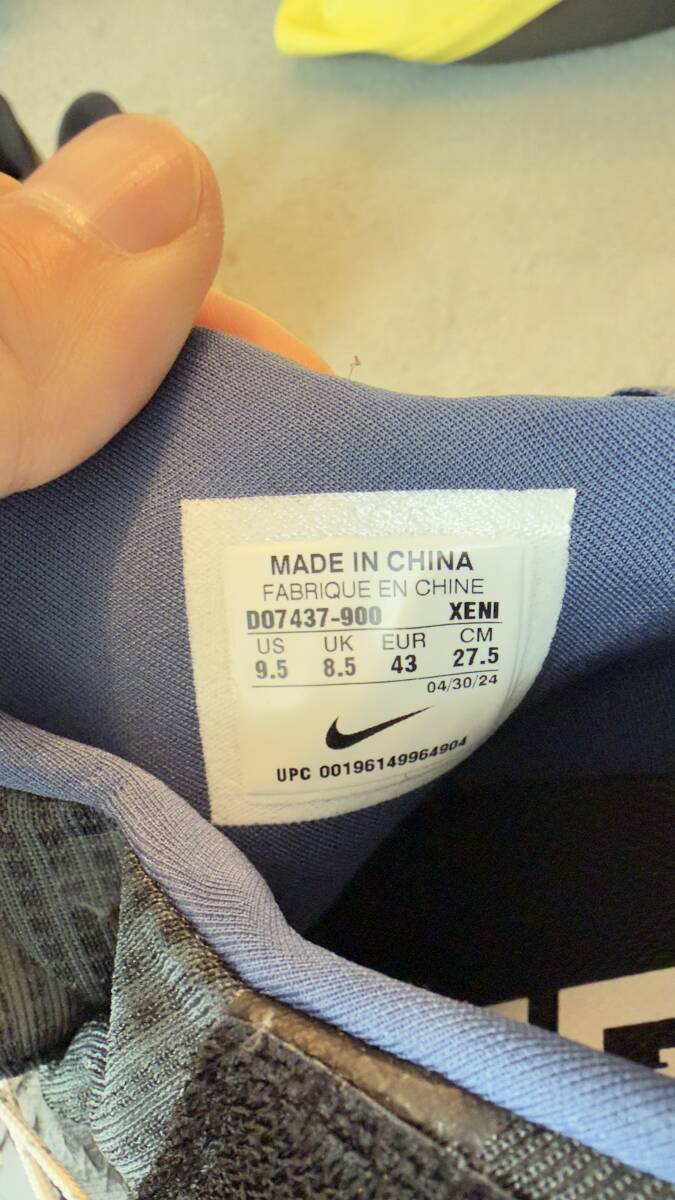 MADE IN CHINA
FABRIQUE EN CHINE
DO7437-900 XENI
US UK EUR CM
9.5 8.5 43 27.5
04/30/24
UPC 00196149964904